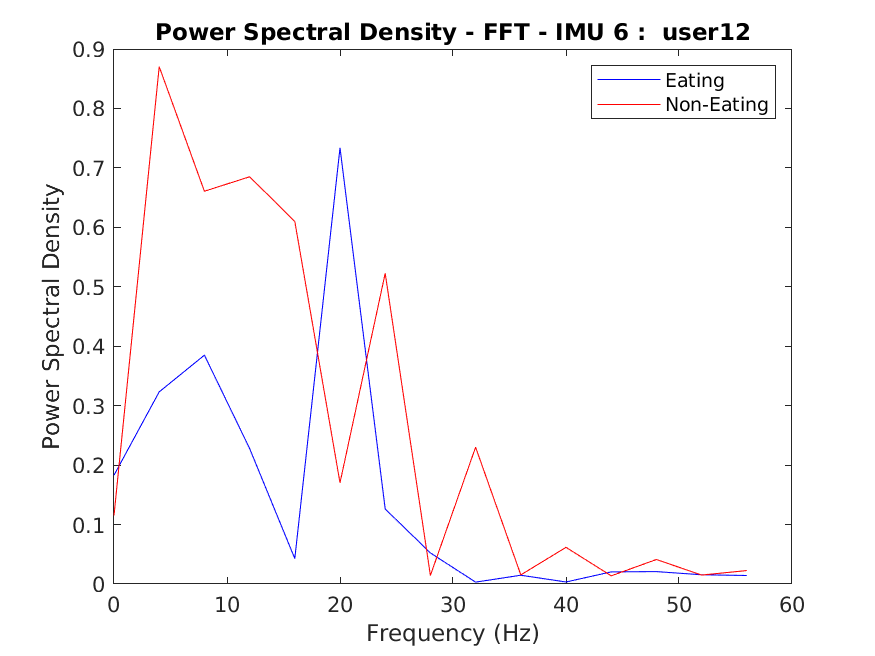 Power Spectral Density - FFT - IMU 6 :  user12
Eating
Non-Eating
0.9
0.8
0.7
0.6
0.5
0.4
0.3
0.2
0.1
0
Power Spectral Density
0 10 20 30 40 50 60
Frequency (Hz)